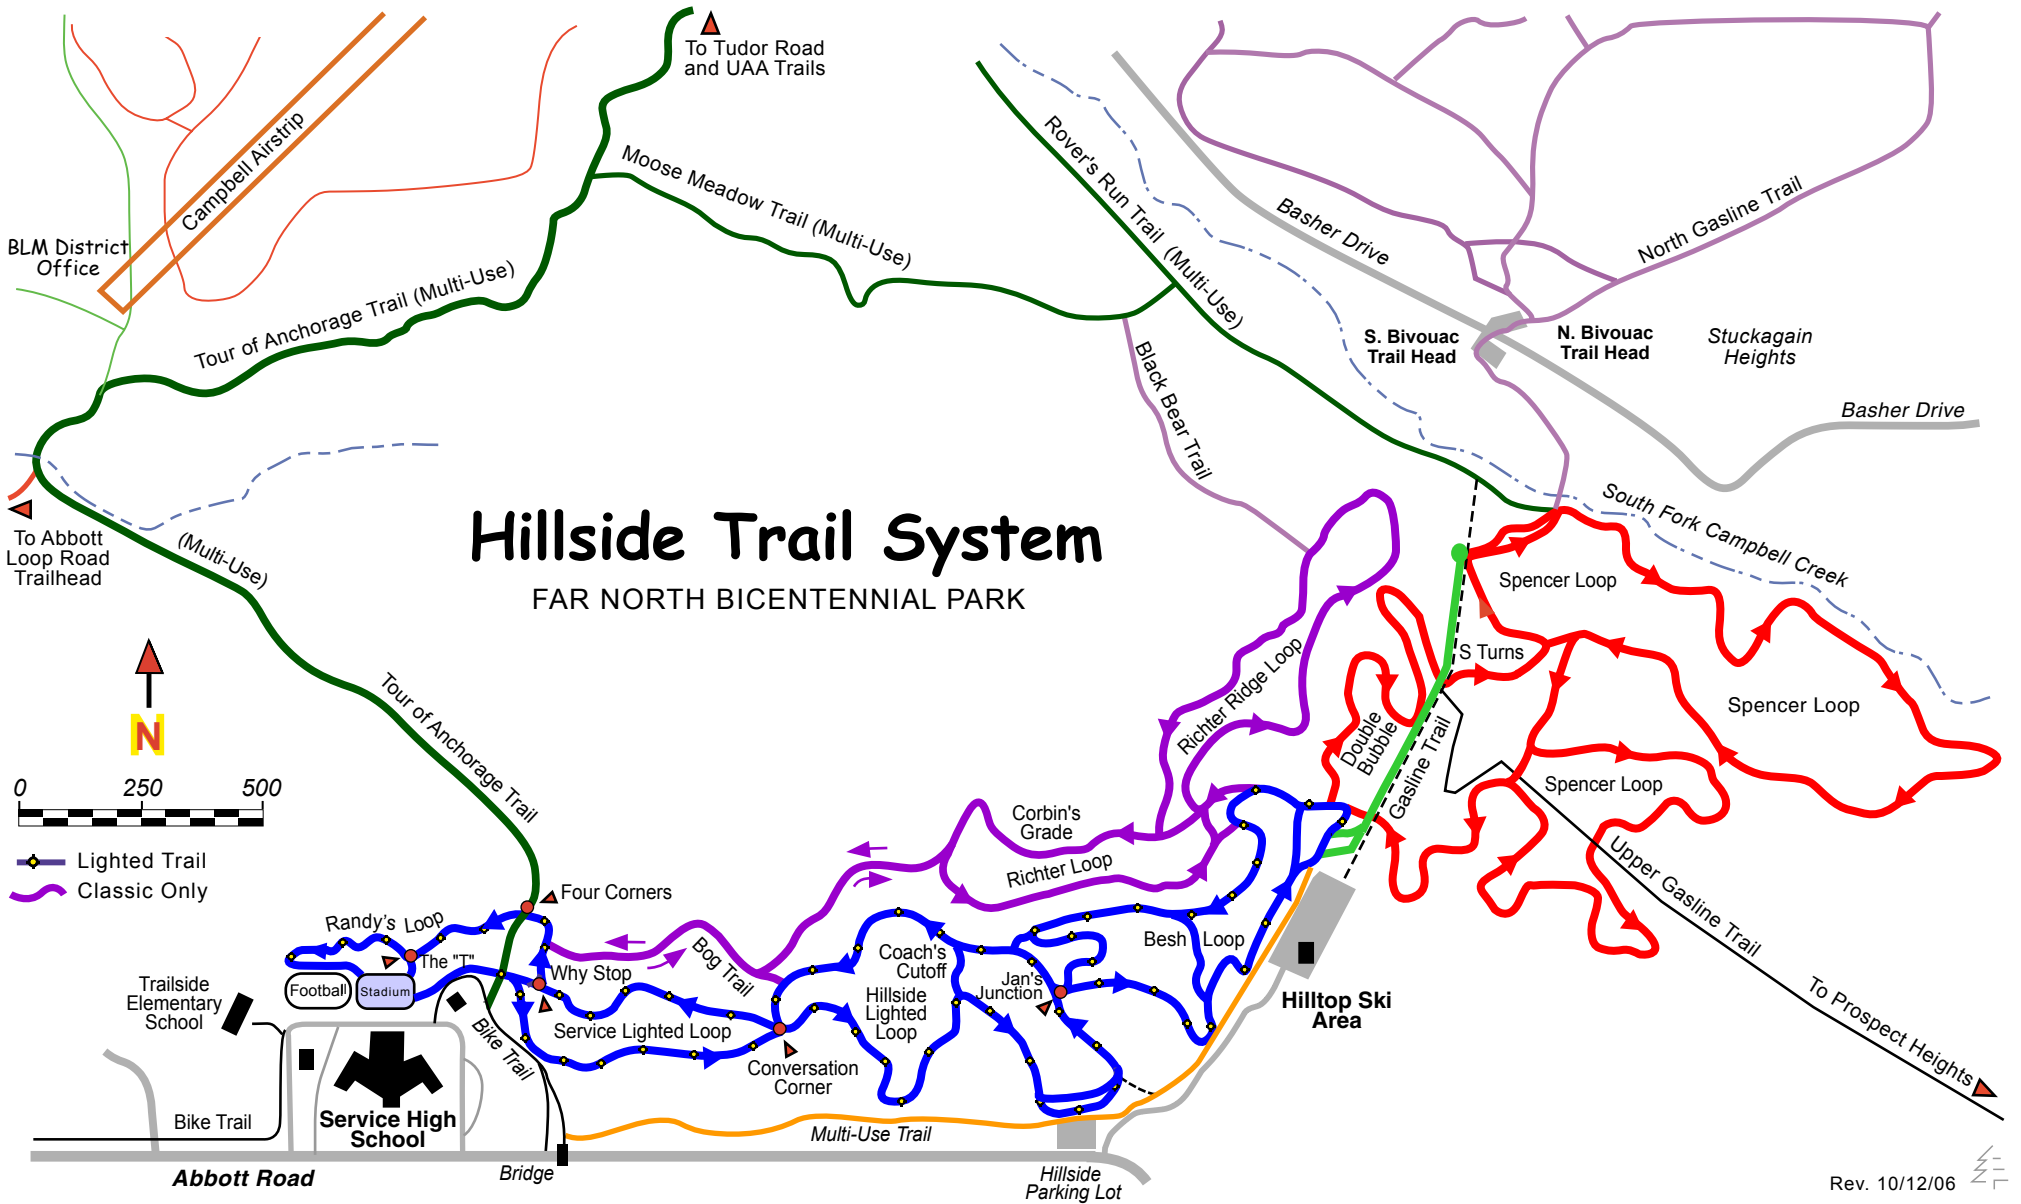 To Tudor Road
and UAA Trails
Campbell Airstrip
BLM District
Office
Moose Meadow Trail (Multi-Use)
Rover's Run Trail (Multi-Use)
Basher Drive
North Gasline Trail
Tour of Anchorage Trail (Multi-Use)
S. Bivouac
Trail Head
N. Bivouac
Trail Head
Stuckagain
Heights
Basher Drive
Black Bear Trail
To Abbott
Loop Road
Trailhead
(Multi-Use)
Hillside Trail System
FAR NORTH BICENTENNIAL PARK
South Fork Campbell Creek
Spencer Loop
S Turns
Spencer Loop
Spencer Loop
Richter Ridge Loop
Double
Bubble
Gasline Trail
N
Tour of Anchorage Trail
0 250 500
Lighted Trail
Classic Only
Corbin's
Grade
Richter Loop
Upper Gasline Trail
To Prospect Heights
Four Corners
Randy's Loop
The "T"
Why Stop
Bog Trail
Coach's
Cutoff
Besh Loop
Jan's
Junction
Hillside
Lighted
Loop
Football
Stadium
Trailside
Elementary
School
Service Lighted Loop
Bike Trail
Conversation
Corner
Hilltop Ski
Area
Service High
School
Bike Trail
Multi-Use Trail
Abbott Road
Bridge
Hillside
Parking Lot
Rev. 10/12/06